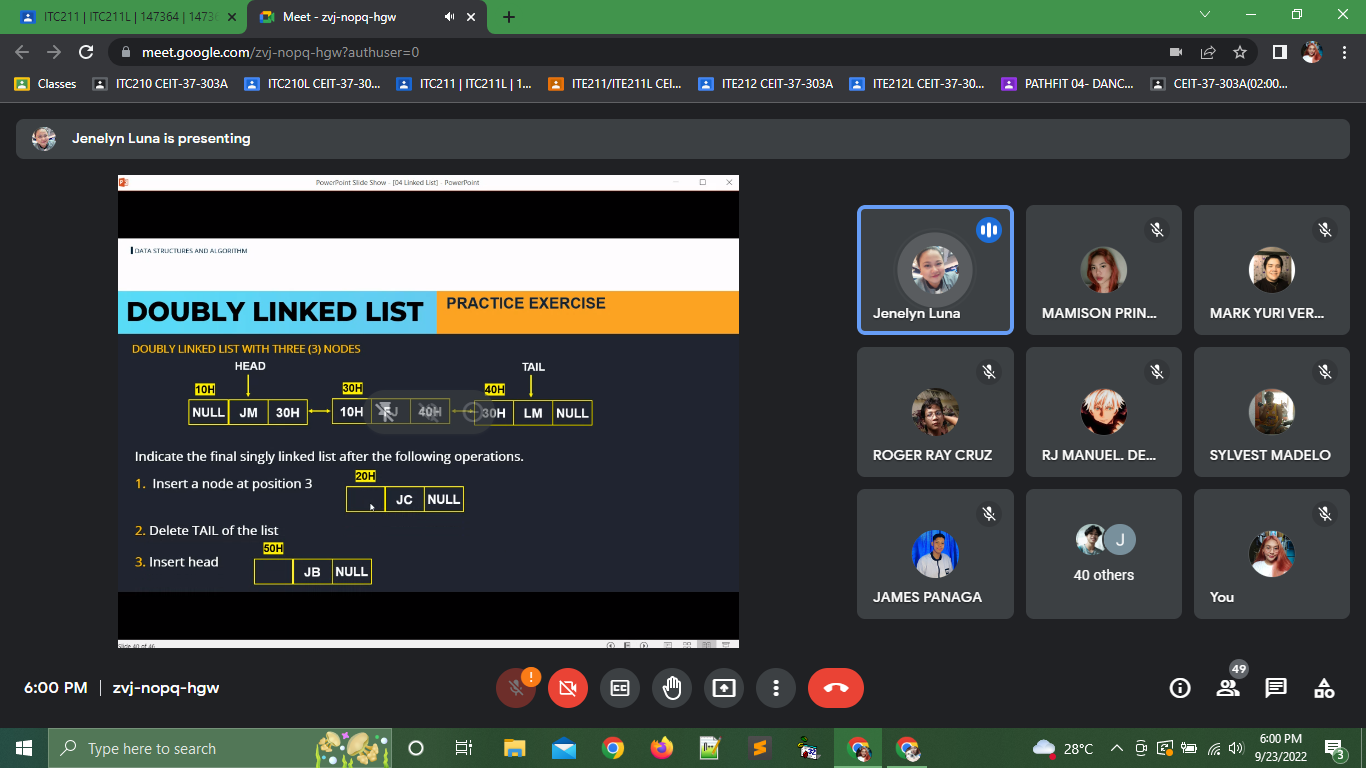 ITC211 | ITC211L | 147364 | 1473
Meet - zvj-nopq-hgw
meet.google.com/zvj-nopq-hgw?authuser=0
Classes
ITC210 CEIT-37-303A
ITC210L CEIT-37-30...
ITC211 | ITC211L | 1...
ITE211/ITE211L CEI...
ITE212 CEIT-37-303A
ITE212L CEIT-37-30...
PATHFIT 04- DANC...
CEIT-37-303A(02:00...
Jenelyn Luna is presenting
PowerPoint Slide Show - [04 Linked List] - PowerPoint
DATA STRUCTURES AND ALGORITHM
DOUBLY LINKED LIST
PRACTICE EXERCISE
DOUBLY LINKED LIST WITH THREE (3) NODES
HEAD
TAIL
10H
30H
40H
NULL JM 30H
10H 40H
30H LM NULL
Indicate the final singly linked list after the following operations.
1. Insert a node at position 3
20H
JC NULL
2. Delete TAIL of the list
50H
3. Insert head
JB NULL
Slide 40 of 46
Jenelyn Luna
MAMISON PRIN...
MARK YURI VER...
ROGER RAY CRUZ
RJ MANUEL. DE...
SYLVEST MADELO
JAMES PANAGA
J
40 others
You
6:00 PM | zvj-nopq-hgw
!
CC
49
Type here to search
28°C
6:00 PM
9/23/2022
3